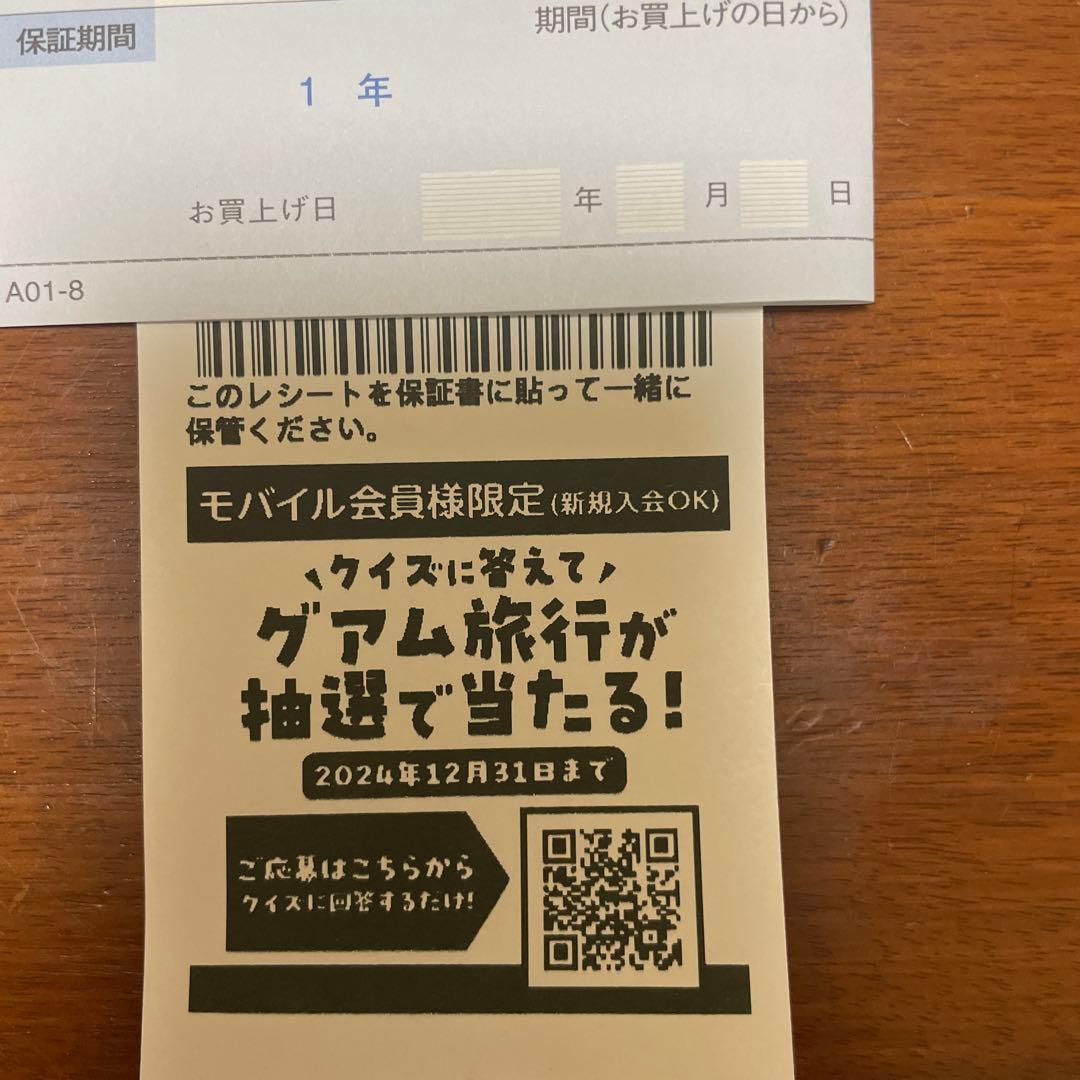 期間(お買上げの日から)
保証期間
1 年
お買上げ日 年 月 日
A01-8
このレシートを保証書に貼って一緒に
保管ください。
モバイル会員様限定(新規入会OK)
クイズに答えて
グアム旅行が
抽選で当たる!
2024年12月31日まで
ご応募はこちらから
クイズに回答するだけ!